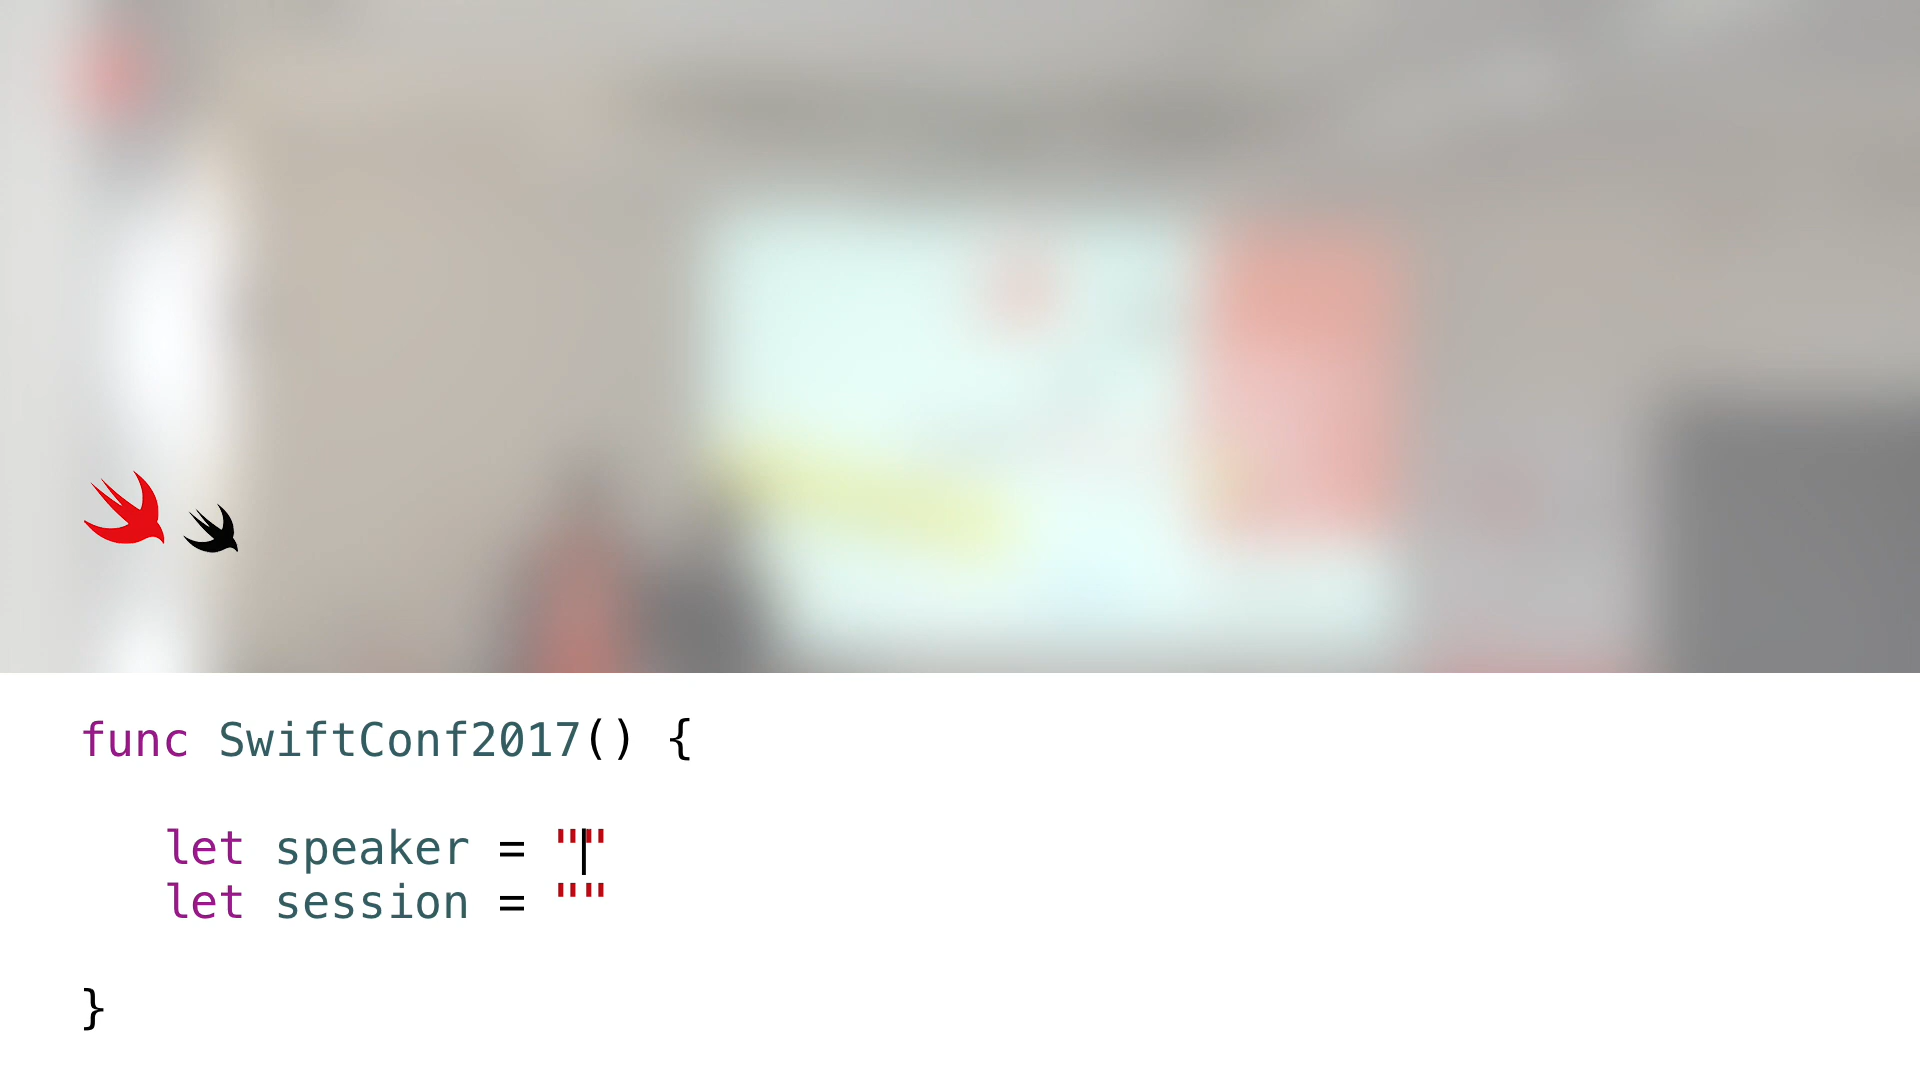 func SwiftConf2017() {
let speaker = ""
let session = ""
}